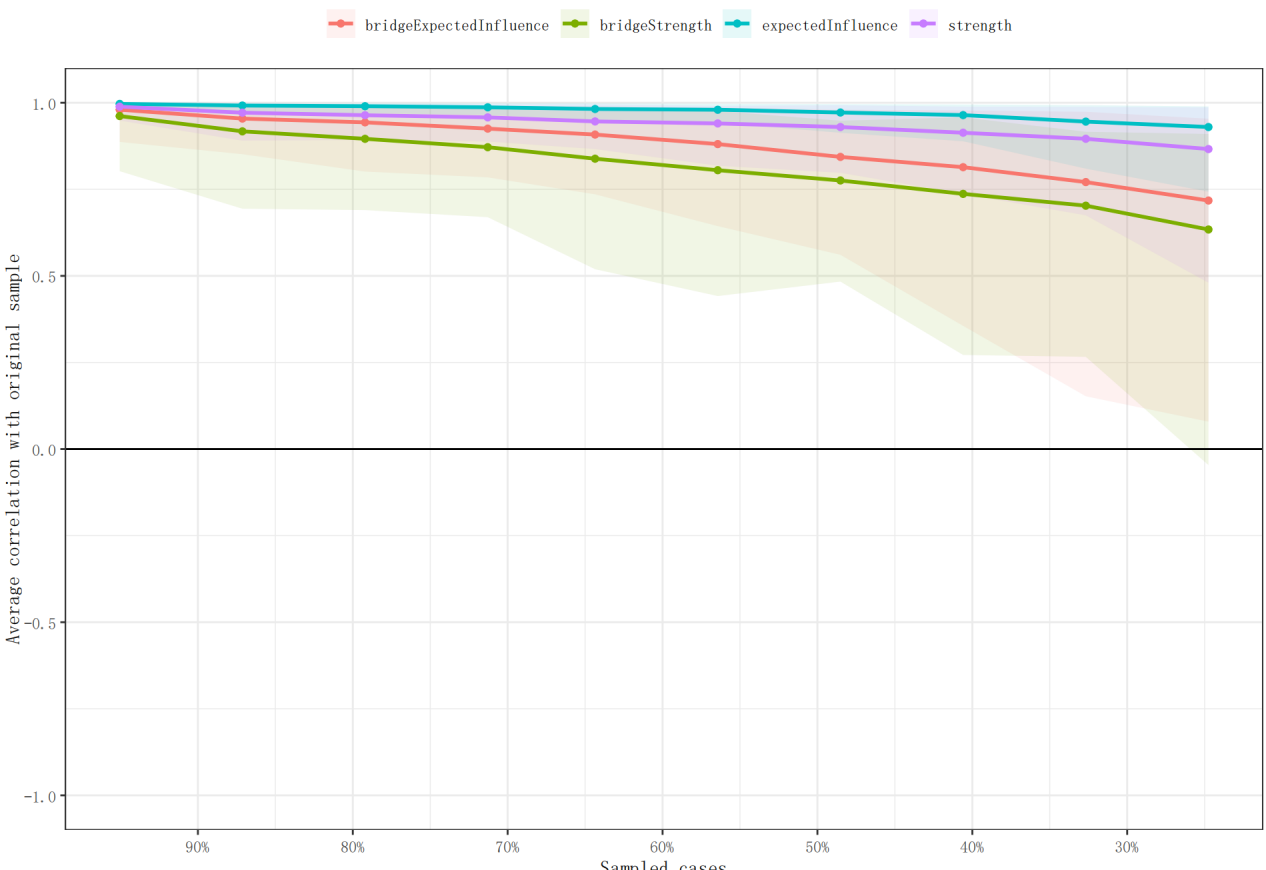 bridgeExpectedInfluence bridgeStrength expectedInfluence strength
Average correlation with original sample
1.0
0.5
0.0
-0.5
-1.0
90% 80% 70% 60% 50% 40% 30%
Sampled cases